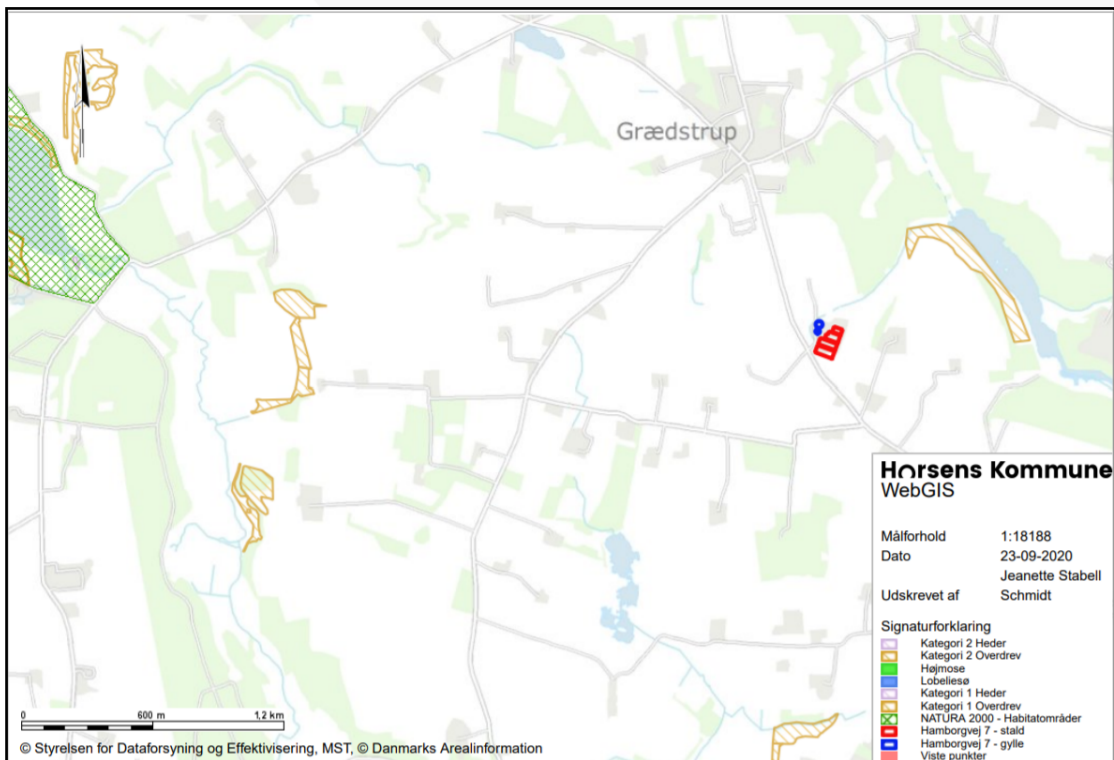 Grædstrup
Horsens Kommune
WebGIS
Målforhold 1:18188
Dato 23-09-2020
Jeanette Stabell
Udskrevet af Schmidt
Signaturforklaring
Kategori 2 Heder
Kategori 2 Overdrev
Højmose
Lobeliesø
Kategori 1 Heder
Kategori 1 Overdrev
NATURA 2000 - Habitatområder
Hamborgvej 7 - stald
Hamborgvej 7 - gylle
Viste punkter
0 600 m 1,2 km
© Styrelsen for Dataforsyning og Effektivisering, MST, © Danmarks Arealinformation